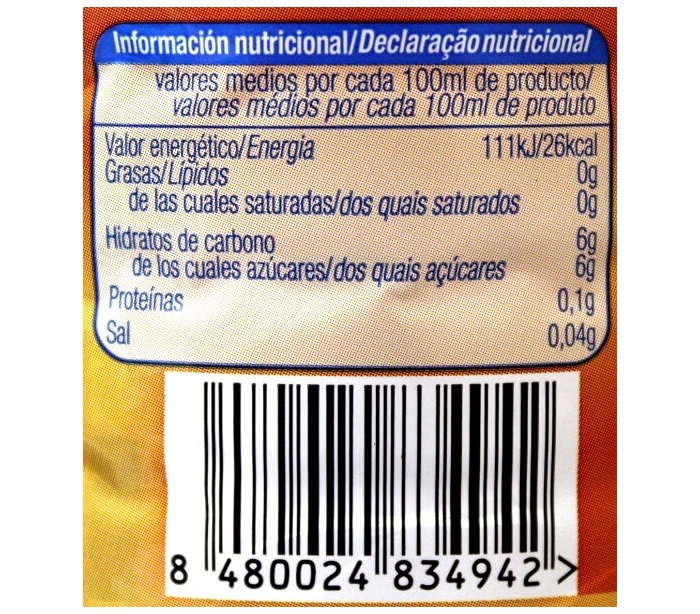 Información nutricional/Declaração nutricional
valores medios por cada 100ml de producto/
valores médios por cada 100ml de produto
Valor energético/Energia 111kJ/26kcal
Grasas/Lípidos 0g
de las cuales saturadas/dos quais saturados 0g
Hidratos de carbono 6g
de los cuales azúcares/dos quais açúcares 6g
Proteínas 0,1g
Sal 0,04g
8 480024 834942 >